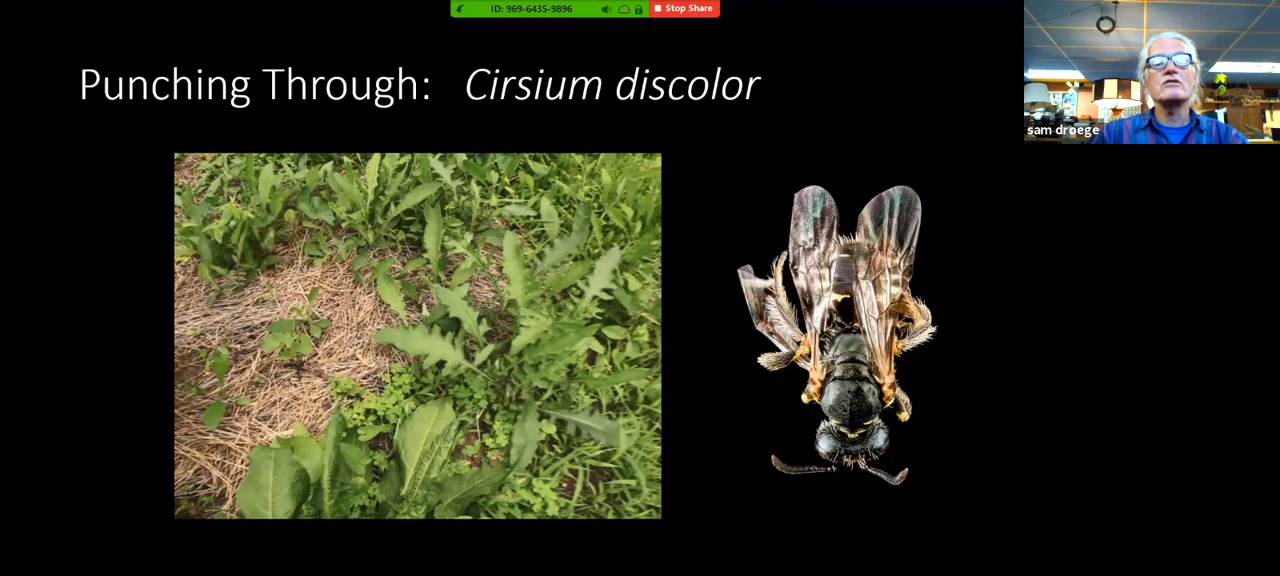 ID: 969-6435-9896
Stop Share
Punching Through: Cirsium discolor
sam droege